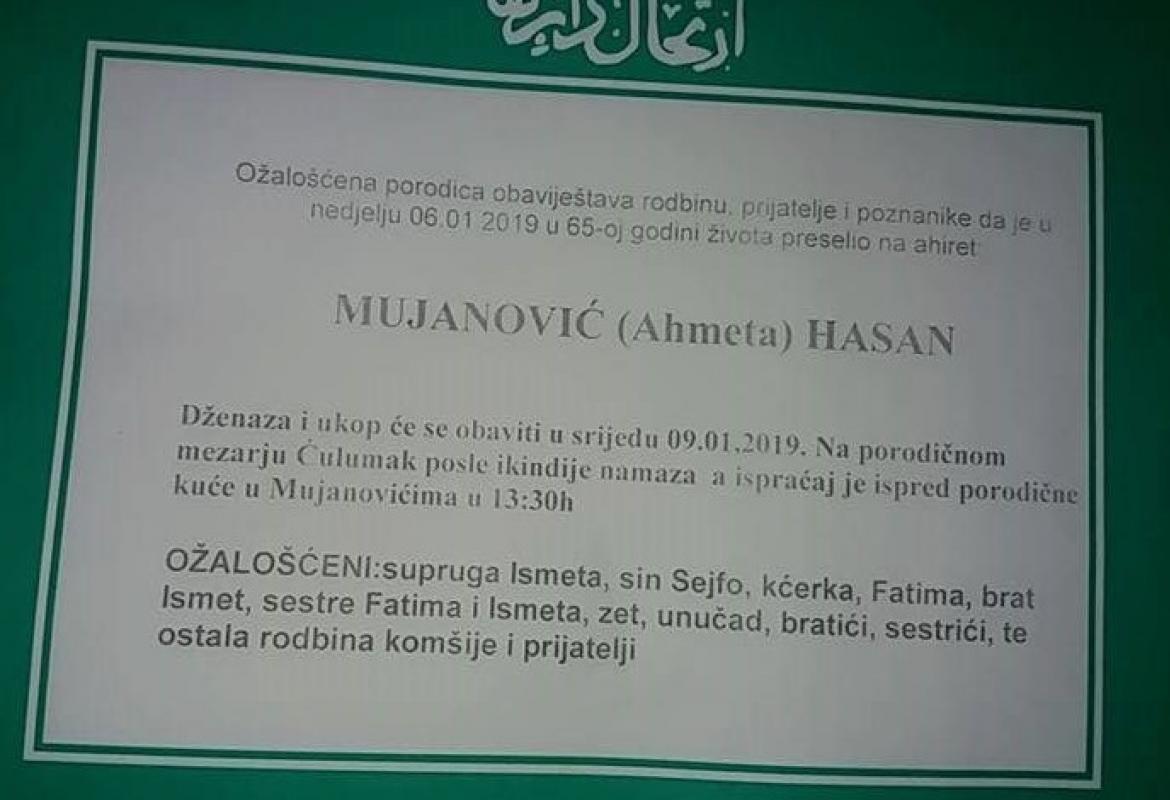 Ožalošćena porodica obaviještava rodbinu, prijatelje i poznanike da je u
nedjelju 06.01 2019 u 65-oj godini života preselio na ahiret
MUJANOVIĆ (Ahmeta) HASAN
Dženaza i ukop će se obaviti u srijedu 09.01.2019. Na porodičnom
mezarju Ćulumak posle ikindije namaza a ispraćaj je ispred porodične
kuće u Mujanovićima u 13:30h
OŽALOŠĆENI:supruga Ismeta, sin Sejfo, kćerka, Fatima, brat
Ismet, sestre Fatima i Ismeta, zet, unučad, bratići, sestrići, te
ostala rodbina komšije i prijatelji